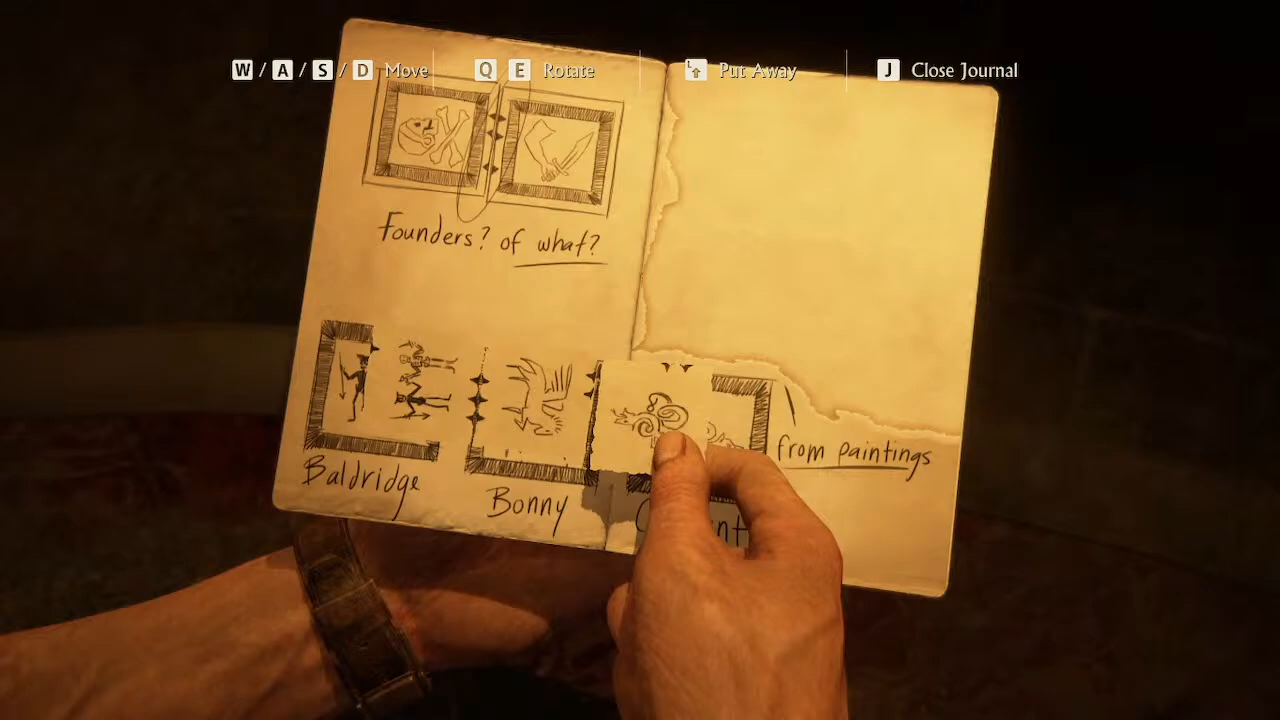 W / A / S / D Move Q E Rotate L Put Away J Close Journal
Founders? of what?
from paintings
Baldridge
Bonny